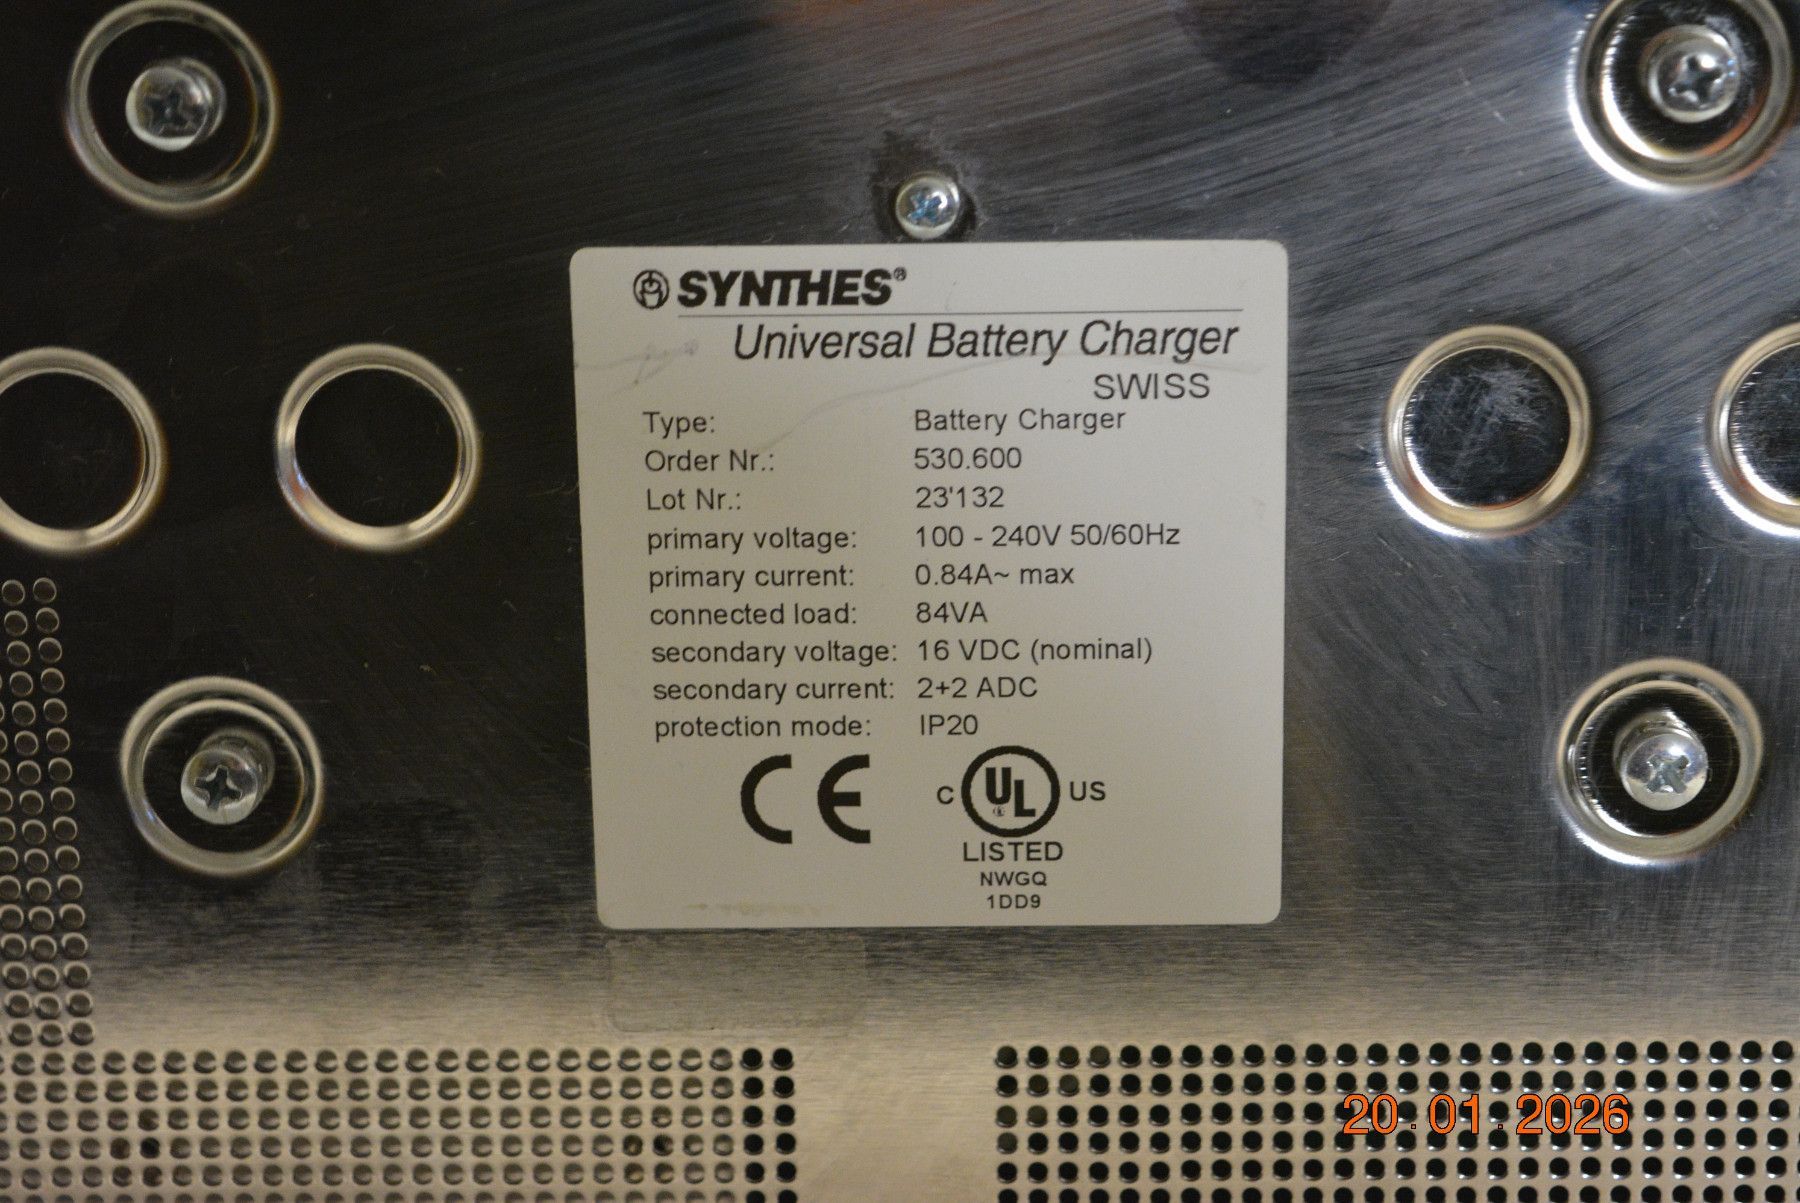 SYNTHES®
Universal Battery Charger
SWISS
Type: Battery Charger
Order Nr.: 530.600
Lot Nr.: 23'132
primary voltage: 100 - 240V 50/60Hz
primary current: 0.84A~ max
connected load: 84VA
secondary voltage: 16 VDC (nominal)
secondary current: 2+2 ADC
protection mode: IP20
CE
C UL US
LISTED
NWGQ
1DD9
20.01.2026